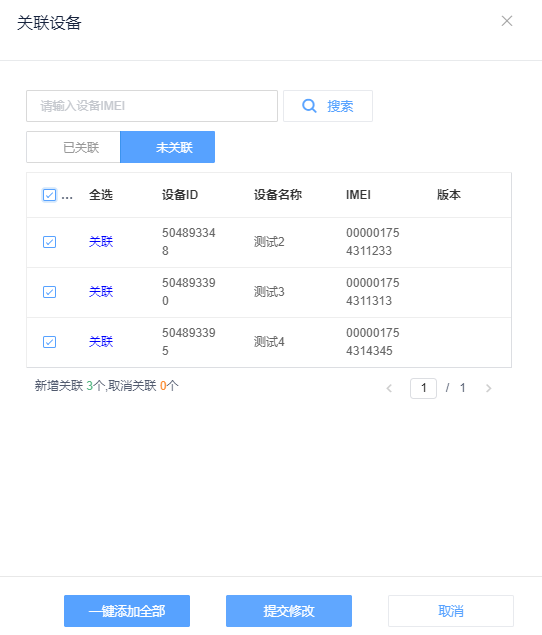 关联设备
请输入设备IMEI 搜索
已关联 未关联
... 全选 设备ID 设备名称 IMEI 版本
关联 50489334 测试2 00000175
8 4311233
关联 50489339 测试3 00000175
0 4311313
关联 50489339 测试4 00000175
5 4314345
新增关联 3个,取消关联 0个 1 / 1
一键添加全部 提交修改 取消